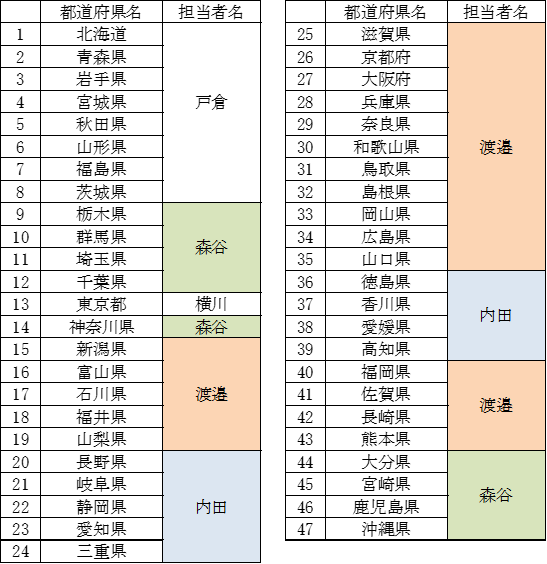 都道府県名 担当者名
1 北海道 戸倉
2 青森県
3 岩手県
4 宮城県
5 秋田県
6 山形県
7 福島県
8 茨城県
9 栃木県 森谷
10 群馬県
11 埼玉県
12 千葉県
13 東京都 横川
14 神奈川県 森谷
15 新潟県 渡邉
16 富山県
17 石川県
18 福井県
19 山梨県
20 長野県 内田
21 岐阜県
22 静岡県
23 愛知県
24 三重県
都道府県名 担当者名
25 滋賀県 渡邉
26 京都府
27 大阪府
28 兵庫県
29 奈良県
30 和歌山県
31 鳥取県
32 島根県
33 岡山県
34 広島県
35 山口県
36 徳島県 内田
37 香川県
38 愛媛県
39 高知県
40 福岡県 渡邉
41 佐賀県
42 長崎県
43 熊本県
44 大分県 森谷
45 宮崎県
46 鹿児島県
47 沖縄県